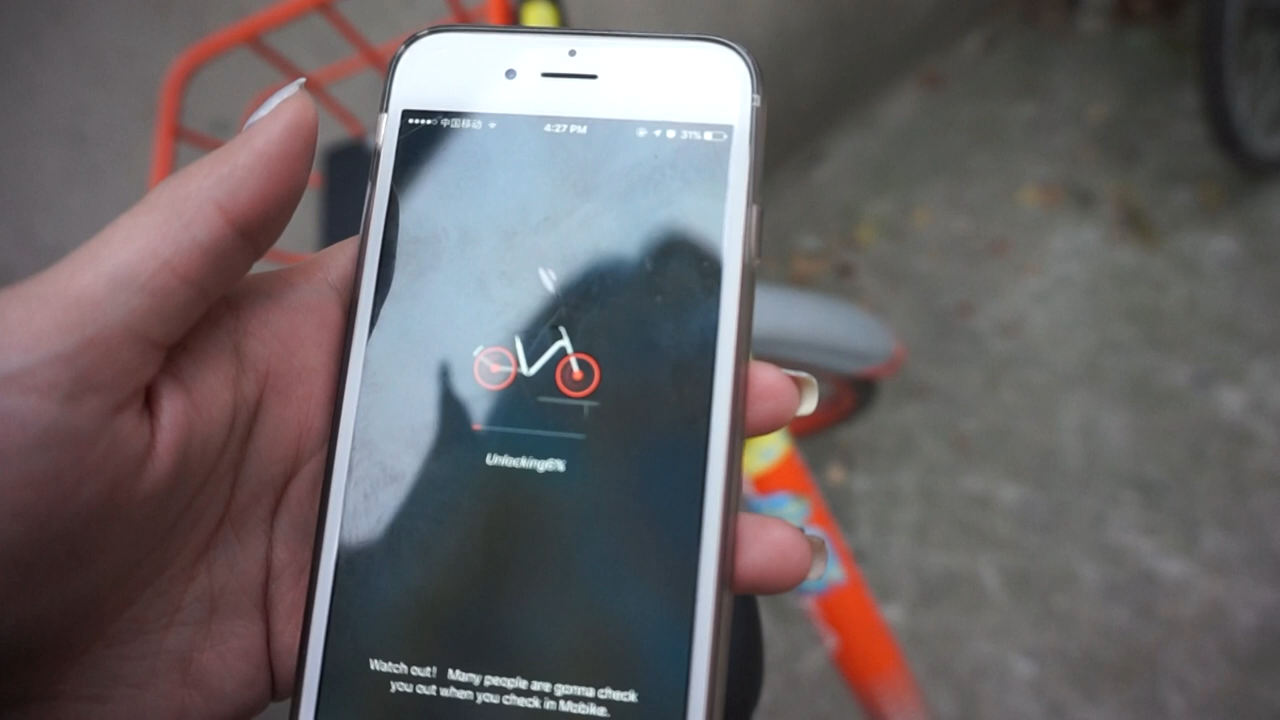 中国移动 4:27 PM 31%
Unlocking6%
Watch out! Many people are gonna check
you out when you check in Mobike.